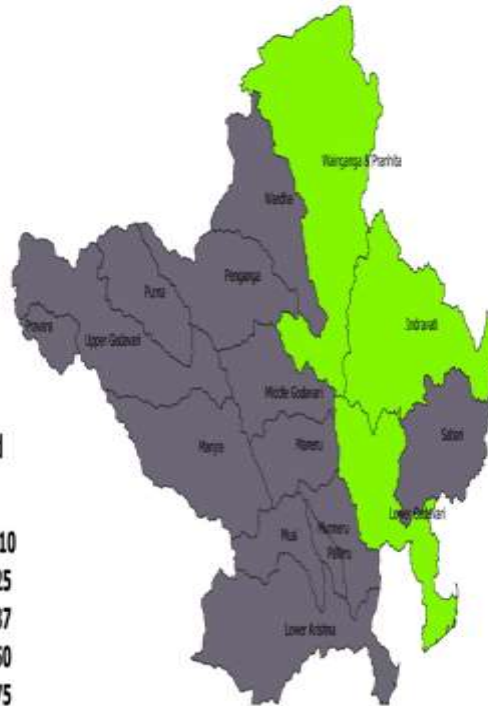 Wainganga & Pranhita
Wardha
Penganga
Purna
Indravati
Pravara
Upper Godavari
Middle Godavari
Manjra
Maneru
Sabari
Lower Godavari
Musi
Munneru
Palleru
Lower Krishna
d
10
25
37
50
75